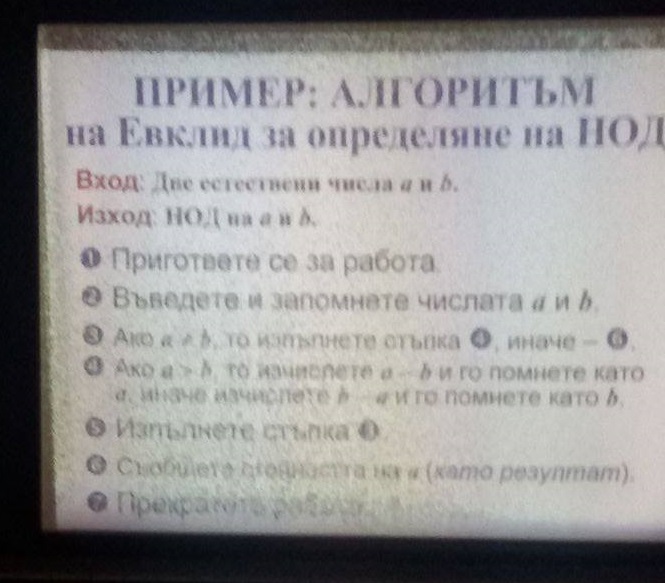 ПРИМЕР: АЛГОРИТЪМ
на Евклид за определяне на НОД
Вход: Две естествени числа a и b.
Изход: НОД на a и b.
❶ Пригответе се за работа.
❷ Въведете и запомнете числата a и b.
❸ Ако a ≠ b, то изпълнете стъпка ❹, иначе – ❻.
❹ Ако a > b, то изчислете a – b и го помнете като
a, иначе изчислете b – a и го помнете като b.
❺ Изпълнете стъпка ❸.
❻ Съобщете стойността на a (като резултат).
❼ Прекратете работа.